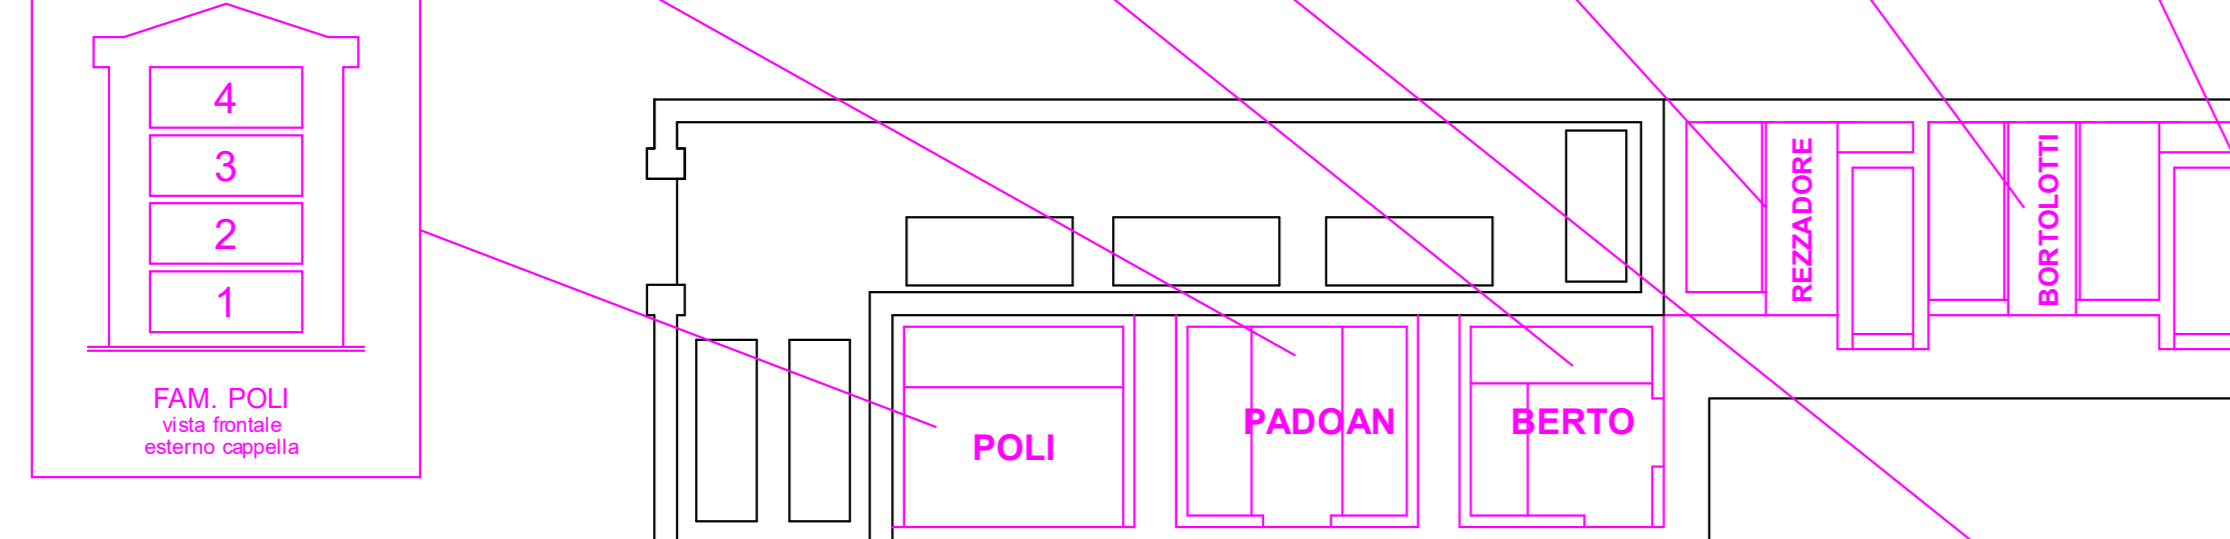 4
3
2
1
FAM. POLI
vista frontale
esterno cappella
POLI
PADOAN
BERTO
REZZADORE
BORTOLOTTI